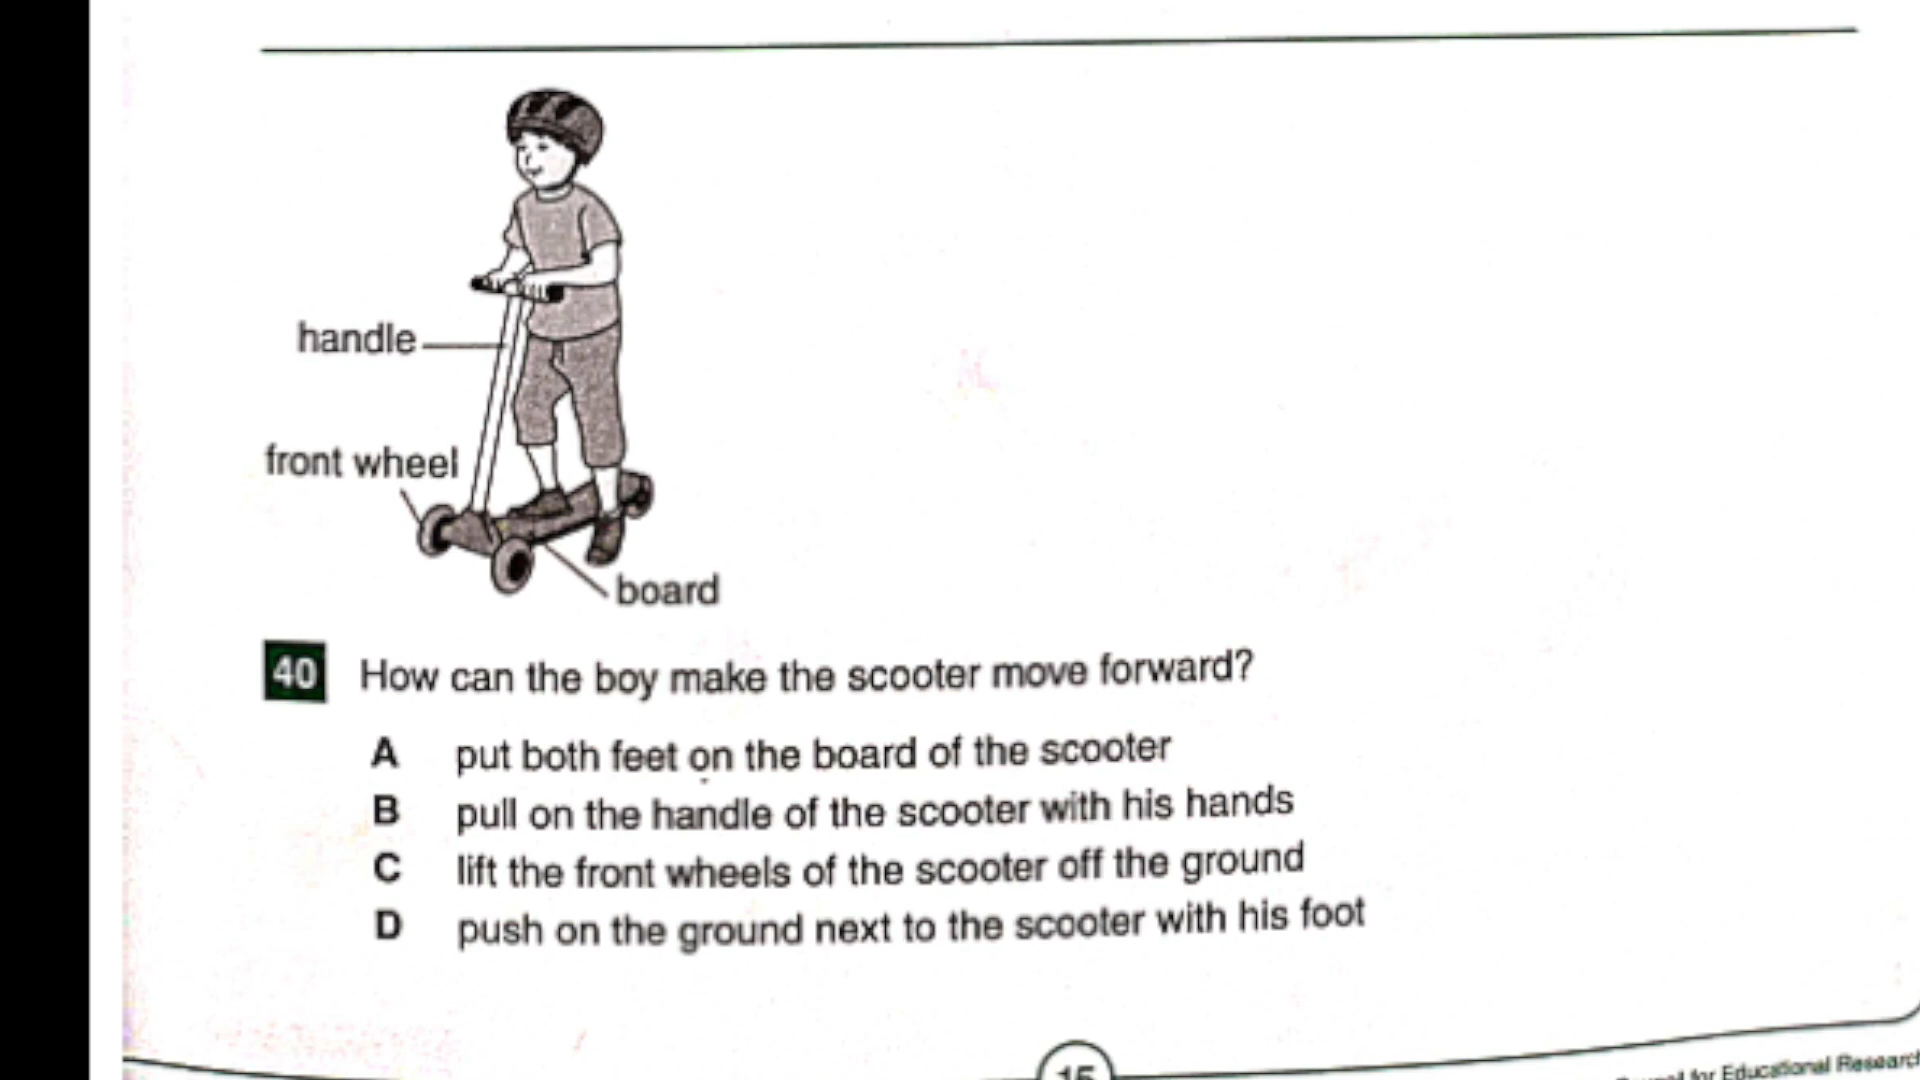 handle
front wheel
board
40 How can the boy make the scooter move forward?
A put both feet on the board of the scooter
B pull on the handle of the scooter with his hands
C lift the front wheels of the scooter off the ground
D push on the ground next to the scooter with his foot
15
for Educational Research